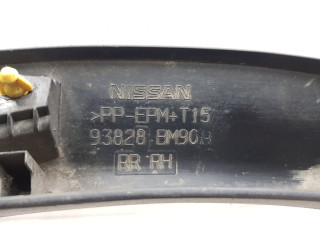 NISSAN
>PP-EPM+T15
93828 BM90
RR RH